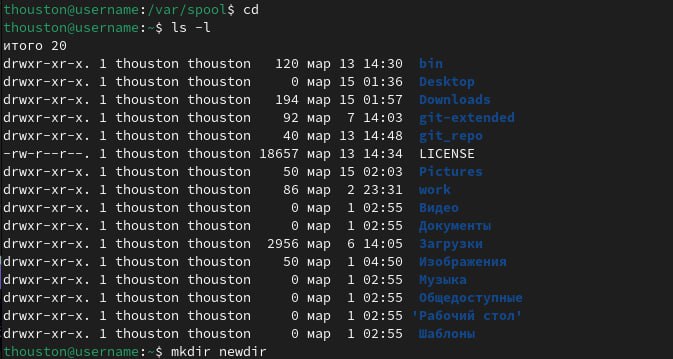 thouston@username:/var/spool$ cd
thouston@username:~$ ls -l
итого 20
drwxr-xr-x. 1 thouston thouston   120 мар 13 14:30  bin
drwxr-xr-x. 1 thouston thouston     0 мар 15 01:36  Desktop
drwxr-xr-x. 1 thouston thouston   194 мар 15 01:57  Downloads
drwxr-xr-x. 1 thouston thouston    92 мар  7 14:03  git-extended
drwxr-xr-x. 1 thouston thouston    40 мар 13 14:48  git_repo
-rw-r--r--. 1 thouston thouston 18657 мар 13 14:34  LICENSE
drwxr-xr-x. 1 thouston thouston    50 мар 15 02:03  Pictures
drwxr-xr-x. 1 thouston thouston    86 мар  2 23:31  work
drwxr-xr-x. 1 thouston thouston     0 мар  1 02:55  Видео
drwxr-xr-x. 1 thouston thouston     0 мар  1 02:55  Документы
drwxr-xr-x. 1 thouston thouston  2956 мар  6 14:05  Загрузки
drwxr-xr-x. 1 thouston thouston    50 мар  1 04:50  Изображения
drwxr-xr-x. 1 thouston thouston     0 мар  1 02:55  Музыка
drwxr-xr-x. 1 thouston thouston     0 мар  1 02:55  Общедоступные
drwxr-xr-x. 1 thouston thouston     0 мар  1 02:55 'Рабочий стол'
drwxr-xr-x. 1 thouston thouston     0 мар  1 02:55  Шаблоны
thouston@username:~$ mkdir newdir